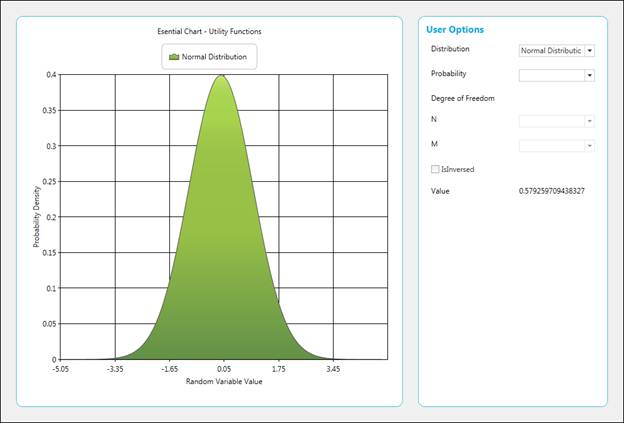 Esential Chart - Utility Functions
Normal Distribution
Probability Density
0.4
0.35
0.3
0.25
0.2
0.15
0.1
0.05
0
-5.05 -3.35 -1.65 0.05 1.75 3.45
Random Variable Value
User Options
Distribution Normal Distributic
Probability
Degree of Freedom
N
M
IsInversed
Value 0.579259709438327